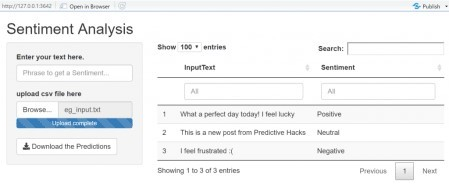 http://127.0.0.1:3642 Open in Browser Publish
Sentiment Analysis
Enter your text here.
Phrase to get a Sentiment...
upload csv file here
Browse... eg_input.txt
Upload complete
Download the Predictions
Show 100 entries Search:
InputText Sentiment
All All
1 What a perfect day today! I feel lucky Positive
2 This is a new post from Predictive Hacks Neutral
3 I feel frustrated :( Negative
Showing 1 to 3 of 3 entries Previous 1 Next